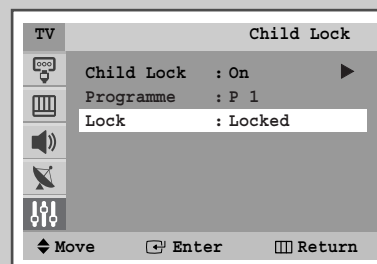 TV Child Lock
Child Lock : On
Programme : P 1
Lock : Locked
Move Enter Return